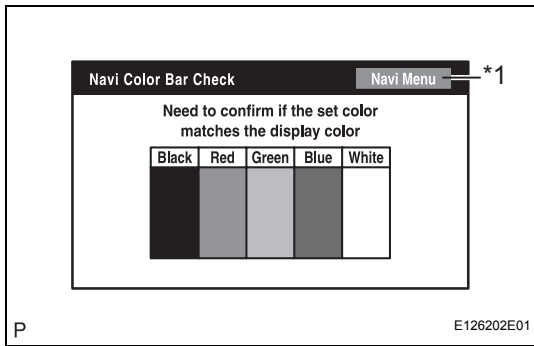 Navi Color Bar Check Navi Menu *1
Need to confirm if the set color
matches the display color
Black Red Green Blue White
P E126202E01